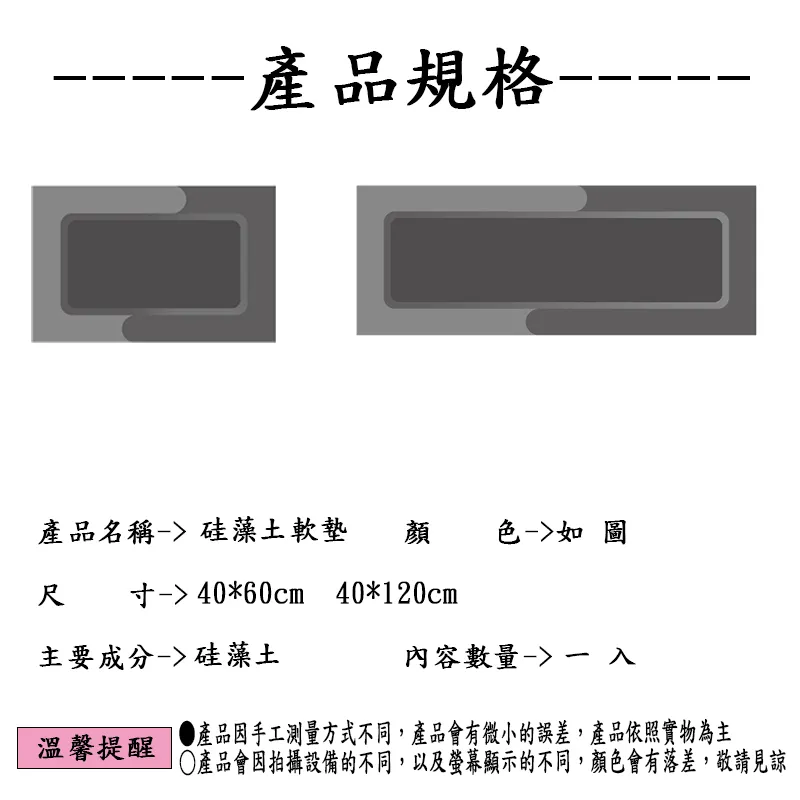 -----產品規格-----
產品名稱-> 硅藻土軟墊 顏 色->如 圖
尺 寸-> 40*60cm 40*120cm
主要成分-> 硅藻土 內容數量-> 一 入
溫馨提醒
●產品因手工測量方式不同，產品會有微小的誤差，產品依照實物為主
○產品會因拍攝設備的不同，以及螢幕顯示的不同，顏色會有落差，敬請見諒